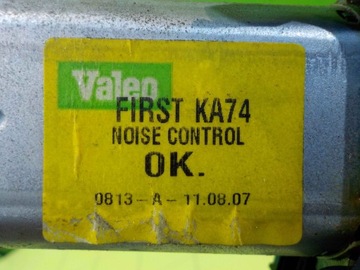 Valeo
FIRST KA74
NOISE CONTROL
OK.
0813-A-11.08.07